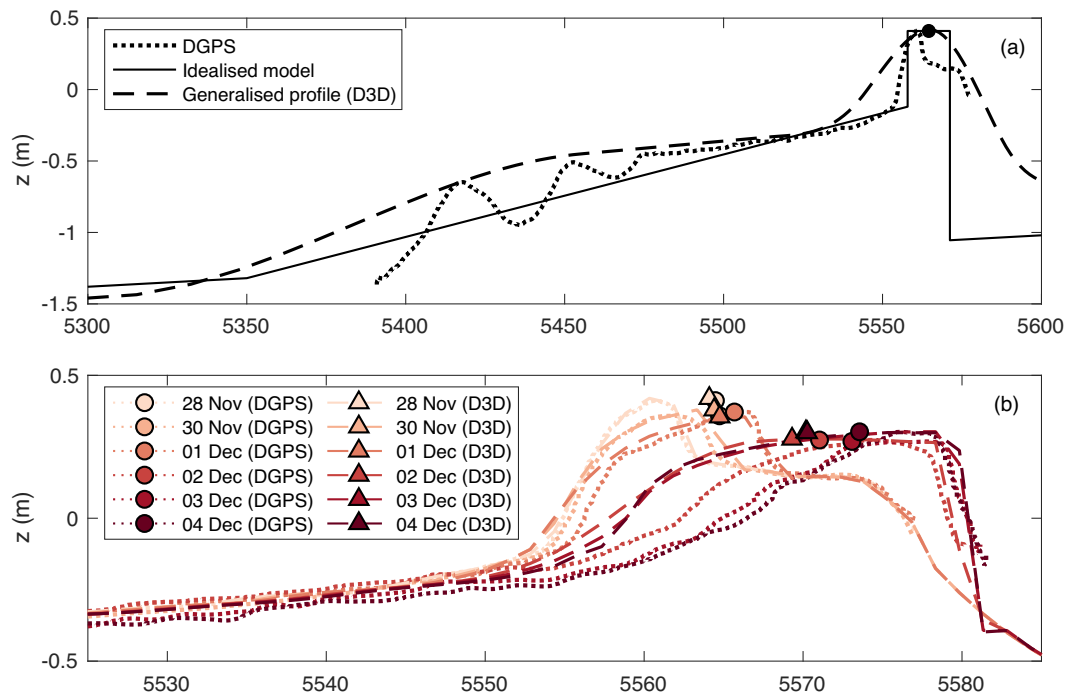 0.5
0
-0.5
-1
-1.5
z (m)
DGPS
Idealised model
Generalised profile (D3D)
(a)
5300 5350 5400 5450 5500 5550 5600
0.5
0
-0.5
z (m)
28 Nov (DGPS) 28 Nov (D3D)
30 Nov (DGPS) 30 Nov (D3D)
01 Dec (DGPS) 01 Dec (D3D)
02 Dec (DGPS) 02 Dec (D3D)
03 Dec (DGPS) 03 Dec (D3D)
04 Dec (DGPS) 04 Dec (D3D)
(b)
5530 5540 5550 5560 5570 5580